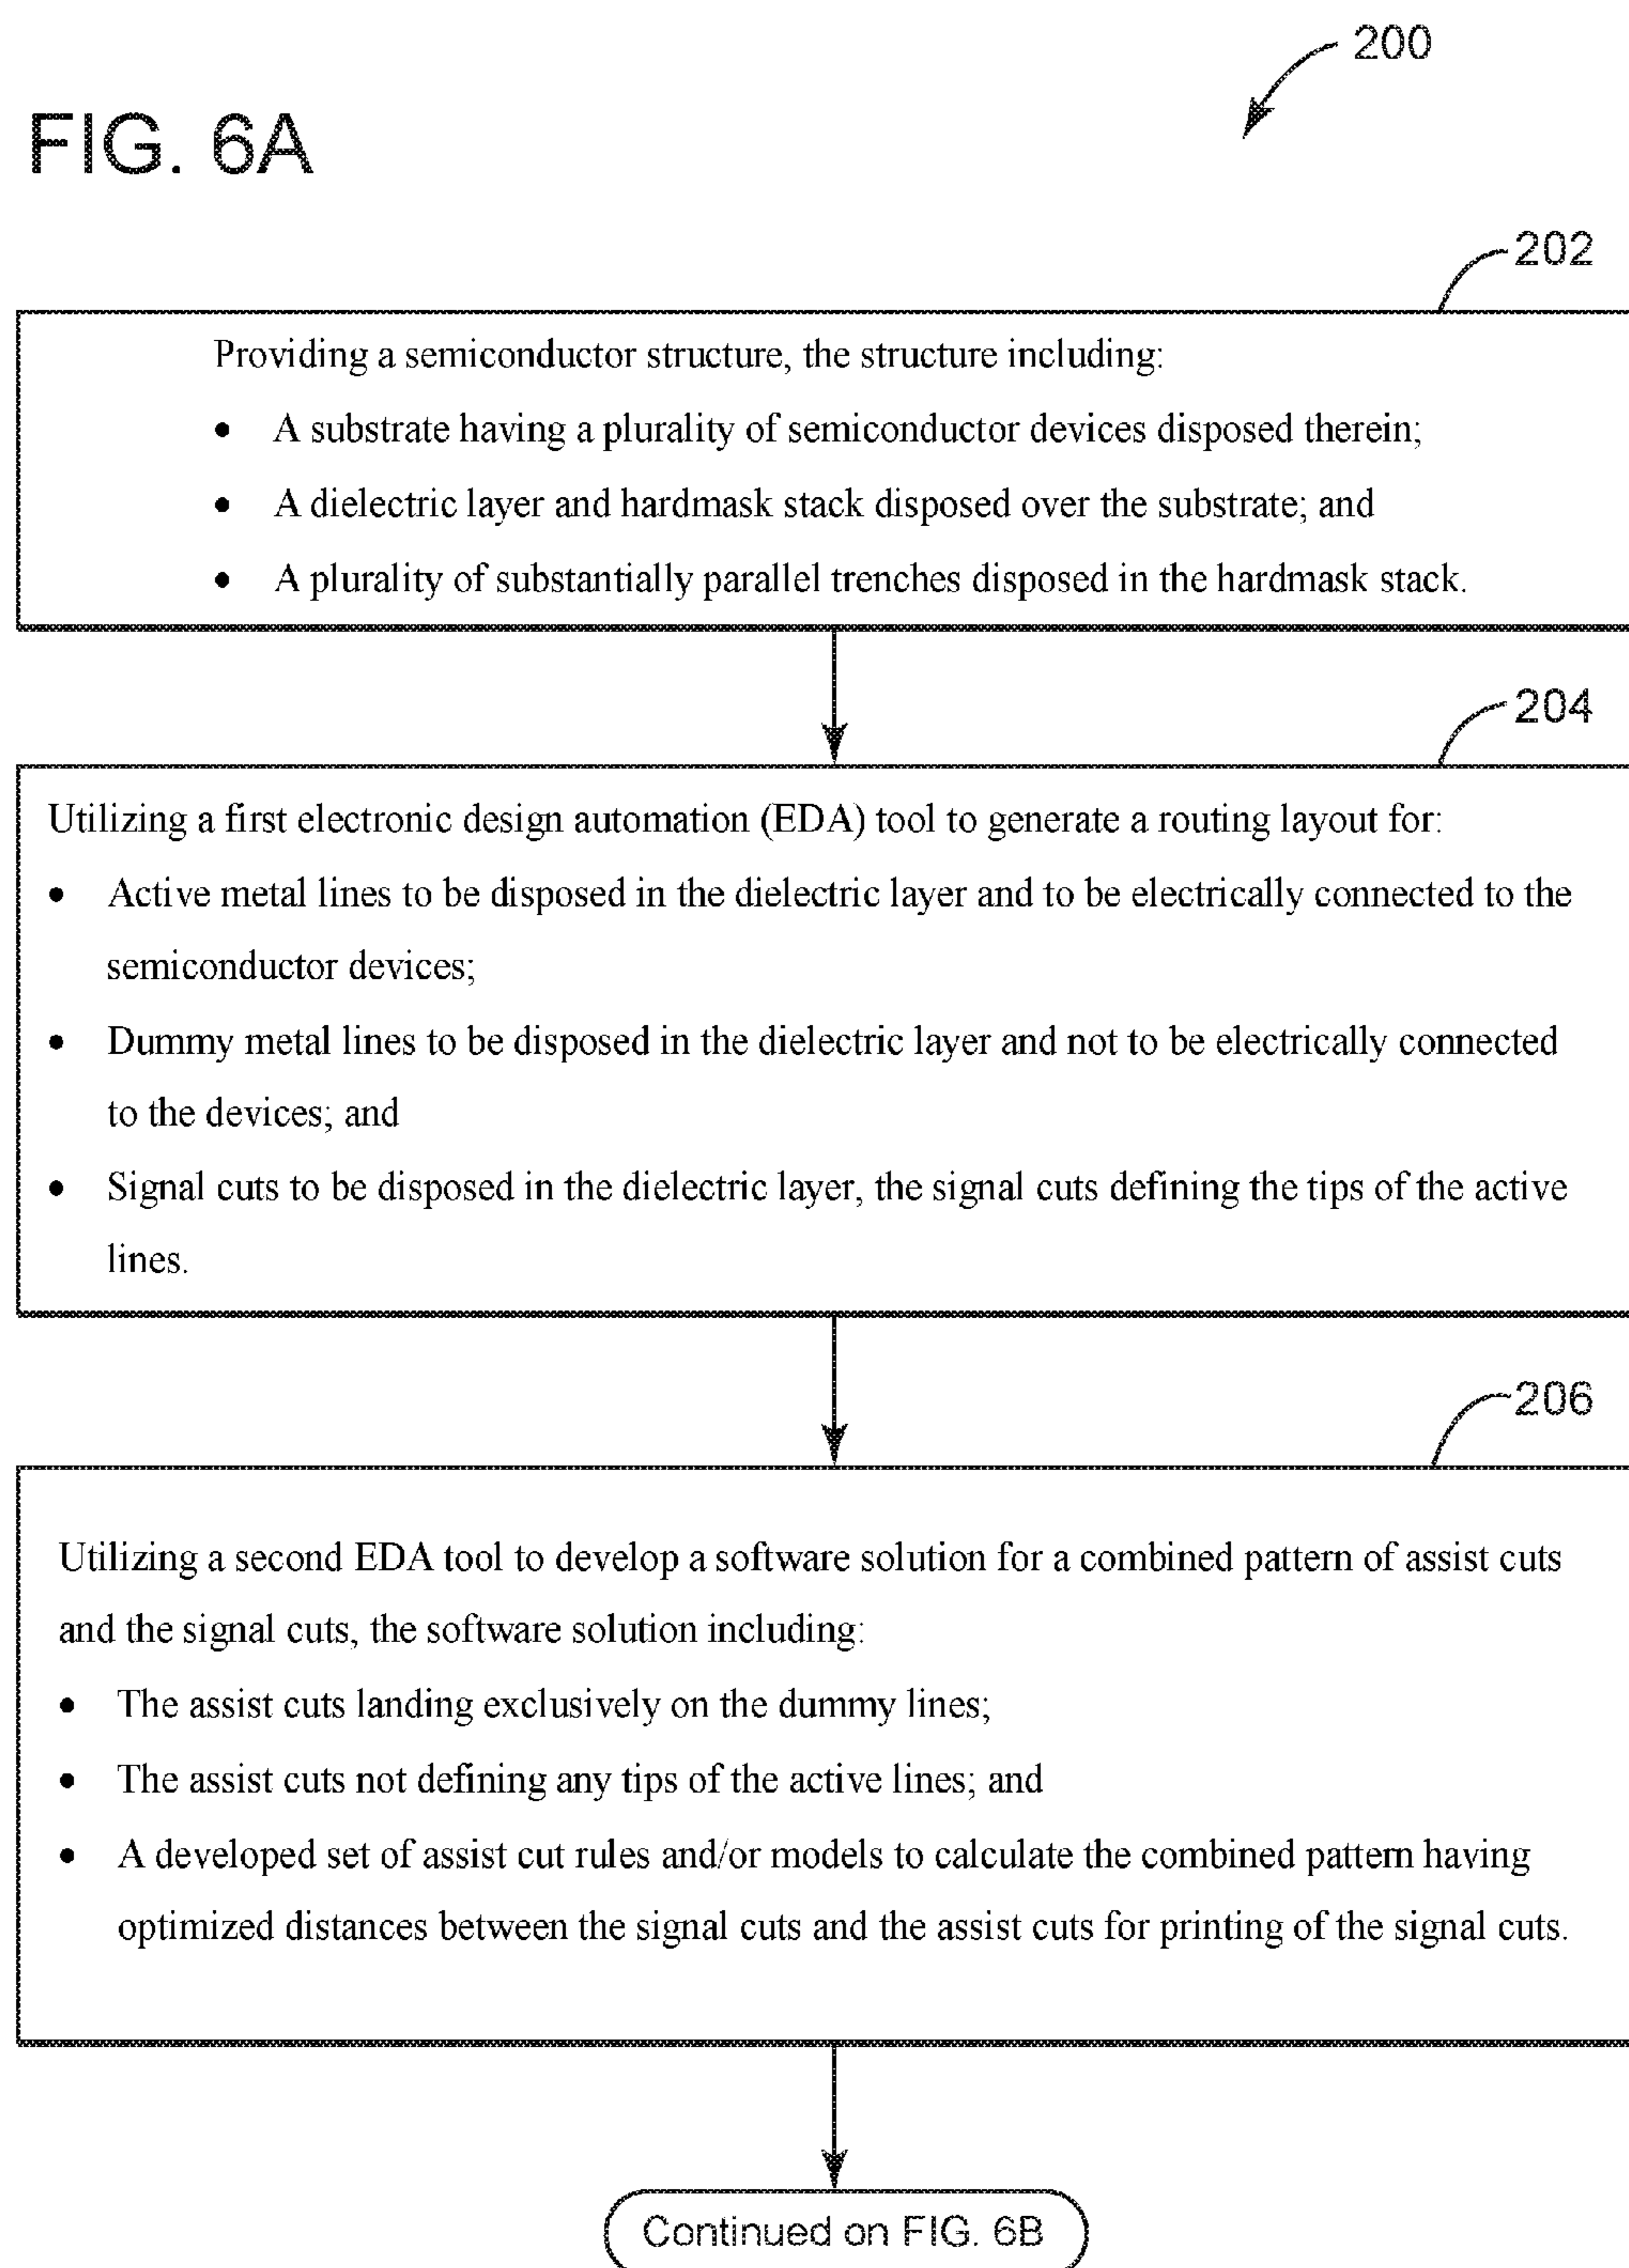 200
FIG. 6A
202
Providing a semiconductor structure, the structure including:
• A substrate having a plurality of semiconductor devices disposed therein;
• A dielectric layer and hardmask stack disposed over the substrate; and
• A plurality of substantially parallel trenches disposed in the hardmask stack.
204
Utilizing a first electronic design automation (EDA) tool to generate a routing layout for:
• Active metal lines to be disposed in the dielectric layer and to be electrically connected to the
semiconductor devices;
• Dummy metal lines to be disposed in the dielectric layer and not to be electrically connected
to the devices; and
• Signal cuts to be disposed in the dielectric layer, the signal cuts defining the tips of the active
lines.
206
Utilizing a second EDA tool to develop a software solution for a combined pattern of assist cuts
and the signal cuts, the software solution including:
• The assist cuts landing exclusively on the dummy lines;
• The assist cuts not defining any tips of the active lines; and
• A developed set of assist cut rules and/or models to calculate the combined pattern having
optimized distances between the signal cuts and the assist cuts for printing of the signal cuts.
Continued on FIG. 6B